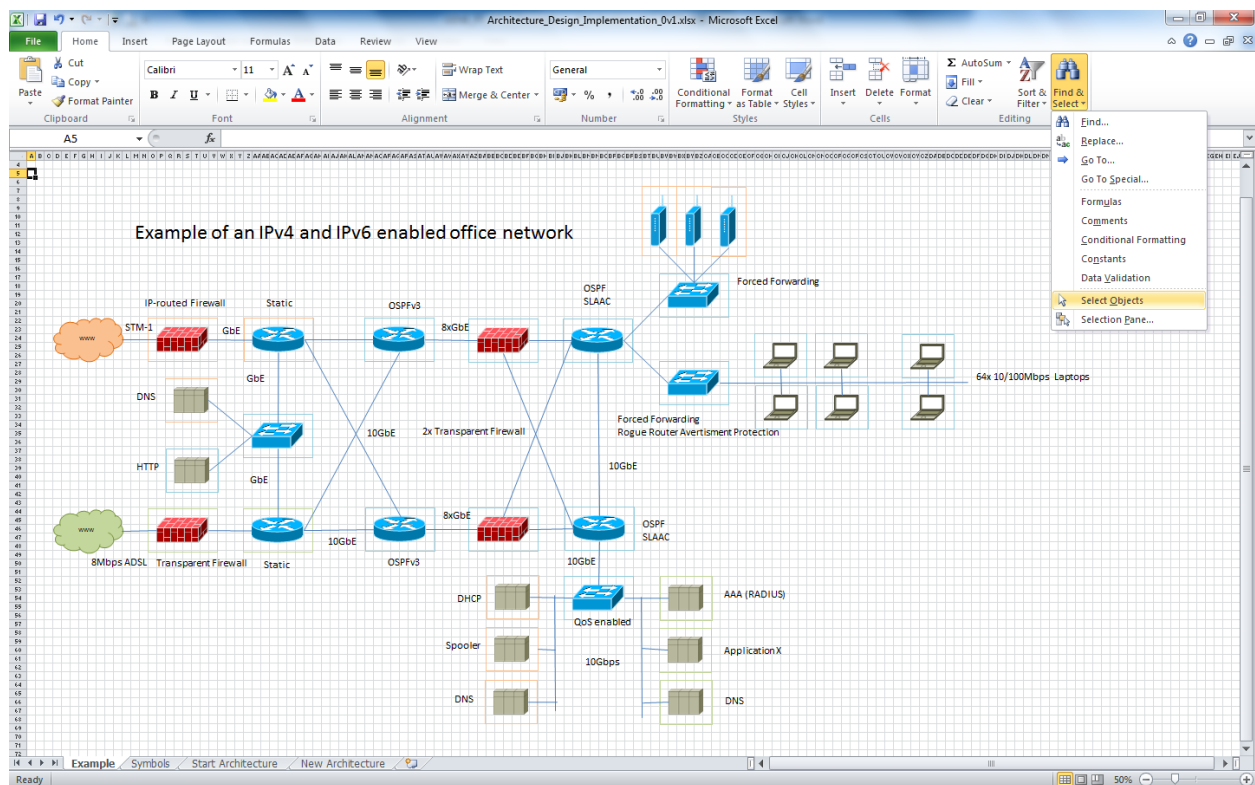 Architecture_Design_Implementation_0v1.xlsx - Microsoft Excel
File Home Insert Page Layout Formulas Data Review View
Paste
Cut
Copy
Format Painter
Clipboard
Calibri 11
B I U
Font
Wrap Text
Merge & Center
Alignment
General
% ,
Number
Conditional Formatting
Format as Table
Cell Styles
Styles
Insert Delete Format
Cells
AutoSum
Fill
Clear
Sort & Filter
Find & Select
Editing
Find...
Replace...
Go To...
Go To Special...
Formulas
Comments
Conditional Formatting
Constants
Data Validation
Select Objects
Selection Pane...
A5
fx
Example of an IPv4 and IPv6 enabled office network
Forced Forwarding
OSPF
SLAAC
IP-routed Firewall
Static
OSPFv3
www
STM-1
GbE
8xGbE
64x 10/100Mbps Laptops
GbE
DNS
Forced Forwarding
Rogue Router Avertisment Protection
10GbE
2x Transparent Firewall
HTTP
10GbE
GbE
8xGbE
OSPF
SLAAC
www
10GbE
8Mbps ADSL
Transparent Firewall
Static
OSPFv3
10GbE
DHCP
AAA (RADIUS)
QoS enabled
Spooler
Application X
10Gbps
DNS
DNS
Example Symbols Start Architecture New Architecture
Ready
50%